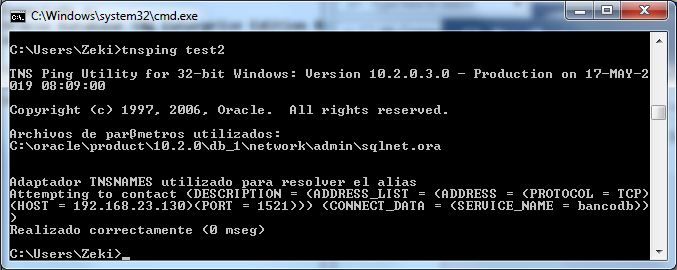 C:\Windows\system32\cmd.exe
C:\Users\Zeki>tnsping test2
TNS Ping Utility for 32-bit Windows: Version 10.2.0.3.0 - Production on 17-MAY-2
019 08:09:00
Copyright (c) 1997, 2006, Oracle.  All rights reserved.
Archivos de parßmetros utilizados:
C:\oracle\product\10.2.0\db_1\network\admin\sqlnet.ora
Adaptador TNSNAMES utilizado para resolver el alias
Attempting to contact (DESCRIPTION = (ADDRESS_LIST = (ADDRESS = (PROTOCOL = TCP)
(HOST = 192.168.23.130)(PORT = 1521))) (CONNECT_DATA = (SERVICE_NAME = bancodb))
)
Realizado correctamente (0 mseg)
C:\Users\Zeki>_